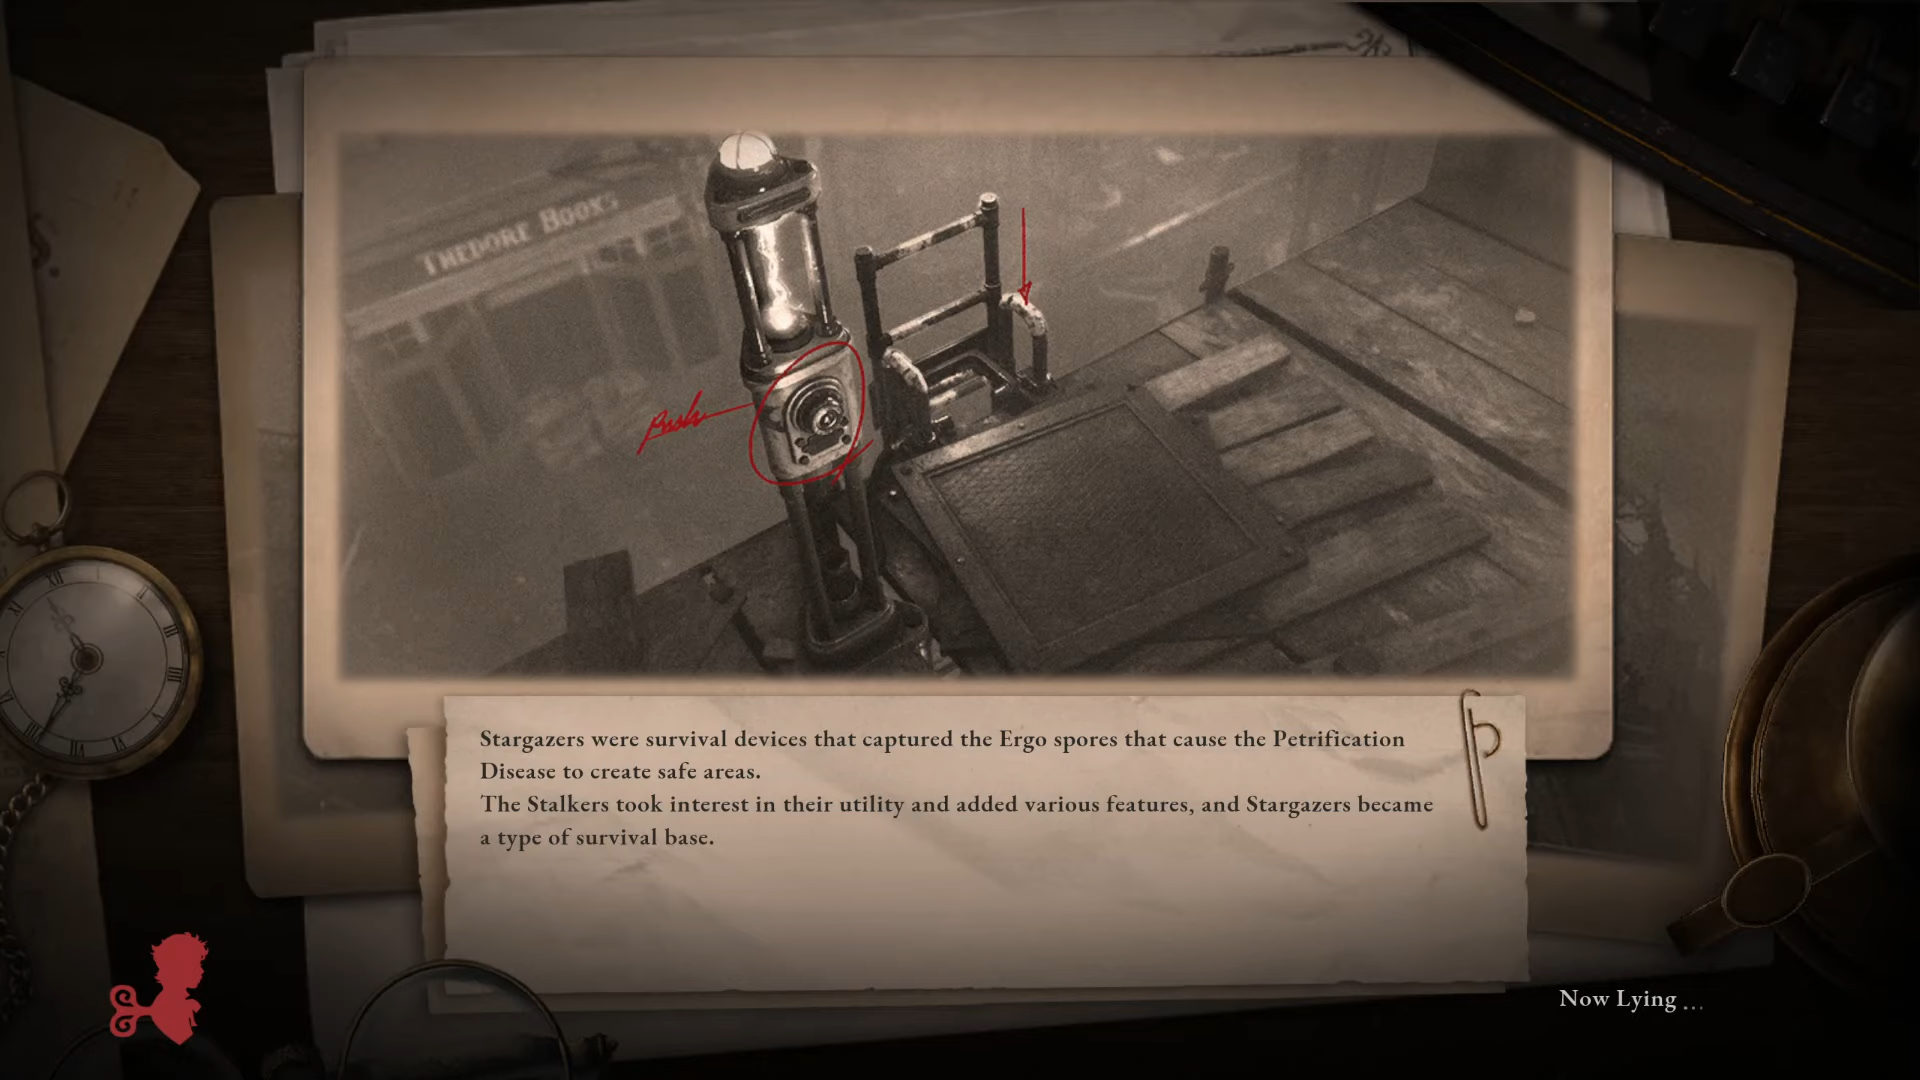 THEDORE BOOKS
Push
Stargazers were survival devices that captured the Ergo spores that cause the Petrification
Disease to create safe areas.
The Stalkers took interest in their utility and added various features, and Stargazers became
a type of survival base.
Now Lying ...